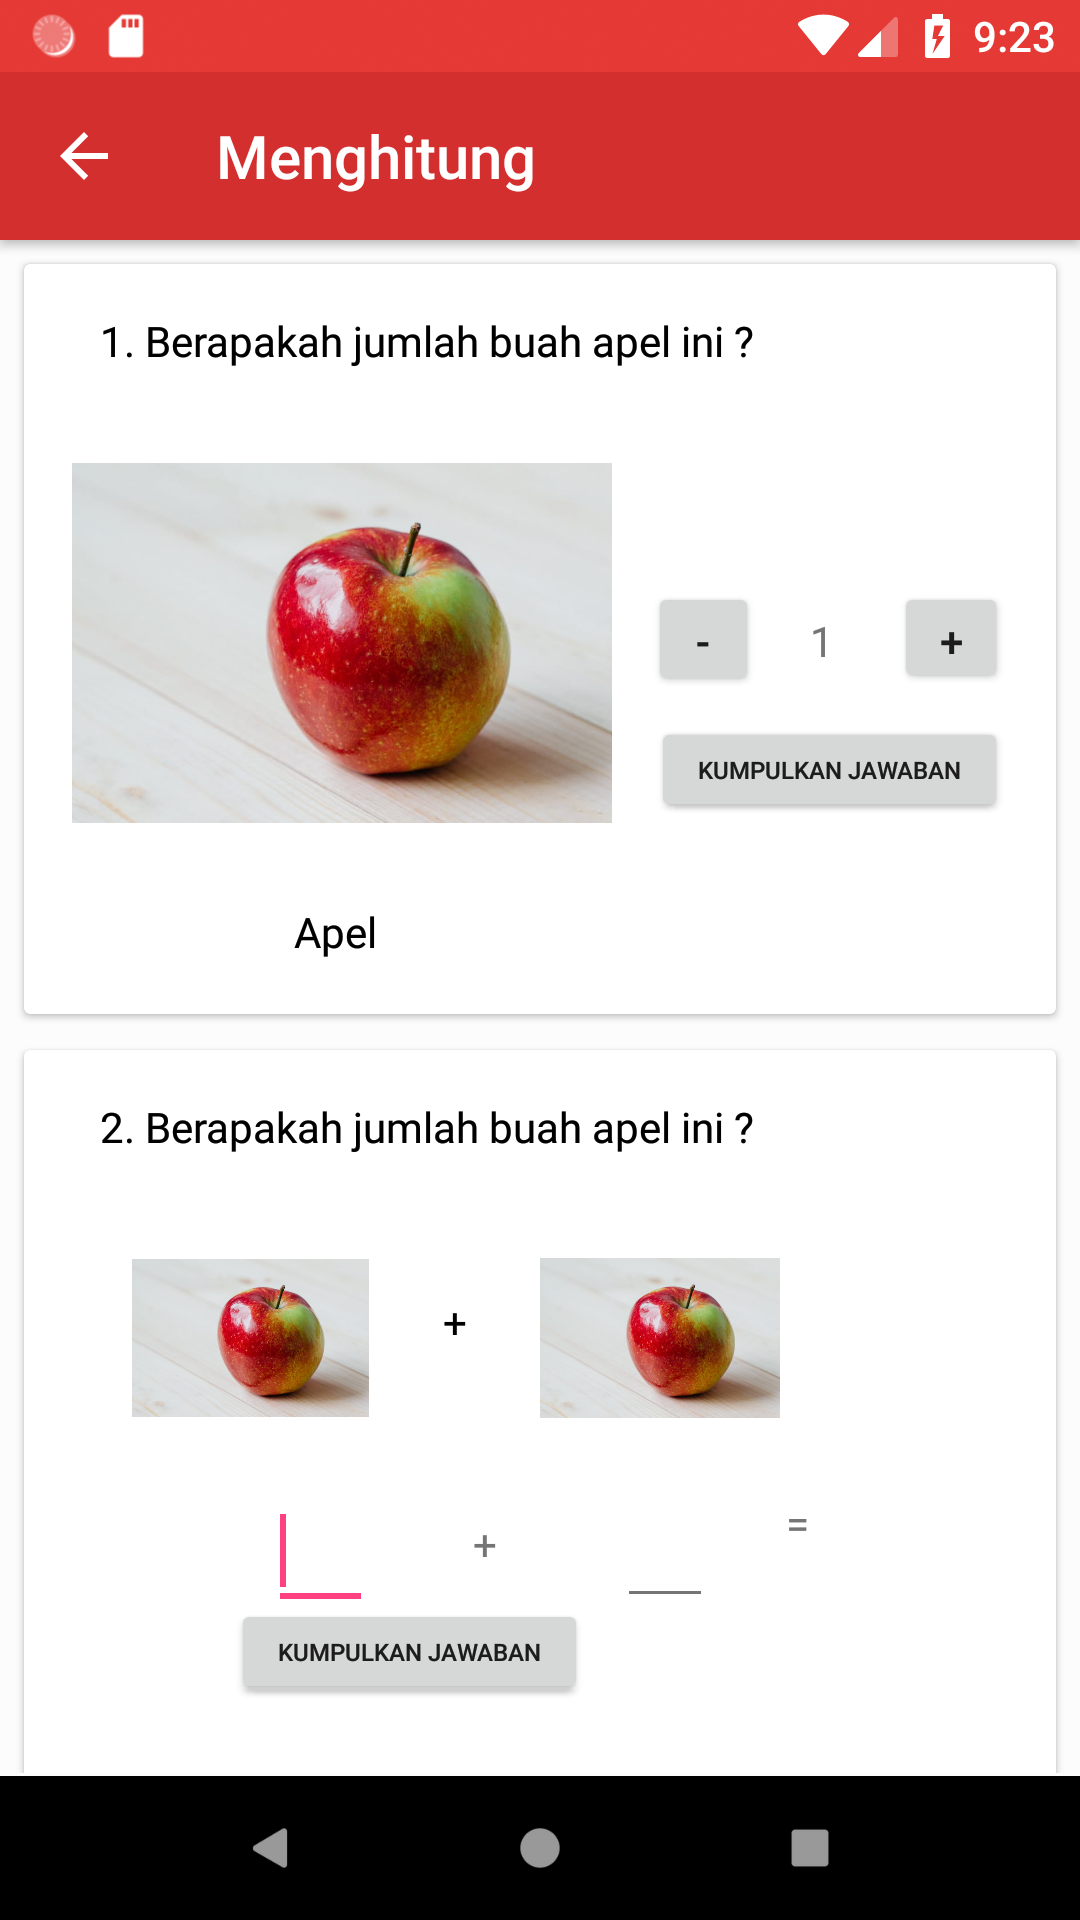 9:23
Menghitung
1. Berapakah jumlah buah apel ini ?
- 1 +
KUMPULKAN JAWABAN
Apel
2. Berapakah jumlah buah apel ini ?
+
+ =
KUMPULKAN JAWABAN